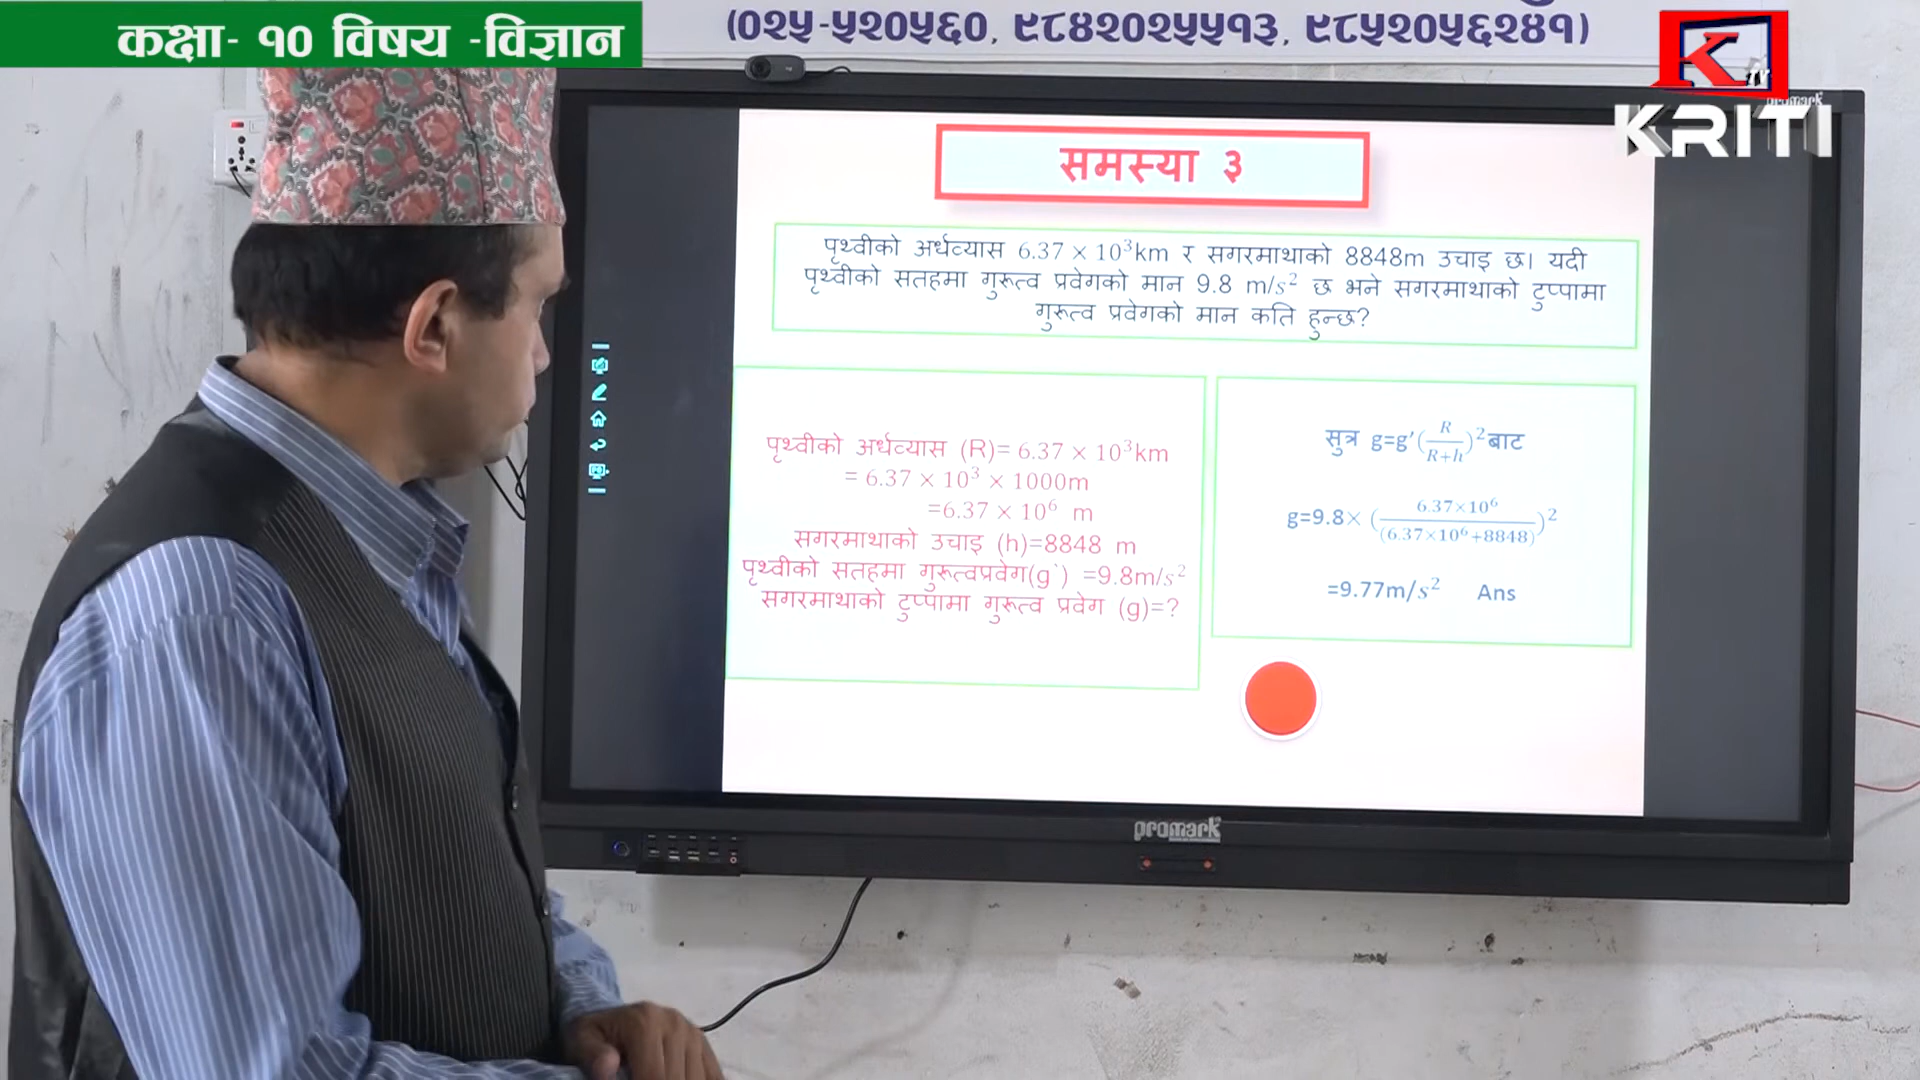 कक्षा- १० विषय -विज्ञान
(०२५-५२०५६०, ९८४२०२५५१३, ९८५२०५६२४१)
K TV
KRITI
promark
समस्या ३
पृथ्वीको अर्धव्यास 6.37 × 10³km र सगरमाथाको 8848m उचाइ छ। यदी
पृथ्वीको सतहमा गुरूत्व प्रवेगको मान 9.8 m/s² छ भने सगरमाथाको टुप्पामा
गुरूत्व प्रवेगको मान कति हुन्छ?
पृथ्वीको अर्धव्यास (R)= 6.37 × 10³km
= 6.37 × 10³ × 1000m
=6.37 × 10⁶ m
सगरमाथाको उचाइ (h)=8848 m
पृथ्वीको सतहमा गुरूत्वप्रवेग(g`) =9.8m/s²
सगरमाथाको टुप्पामा गुरूत्व प्रवेग (g)=?
सुत्र g=g'(R/R+h)²बाट
g=9.8× (6.37×10⁶/(6.37×10⁶+8848))²
=9.77m/s² Ans
promark